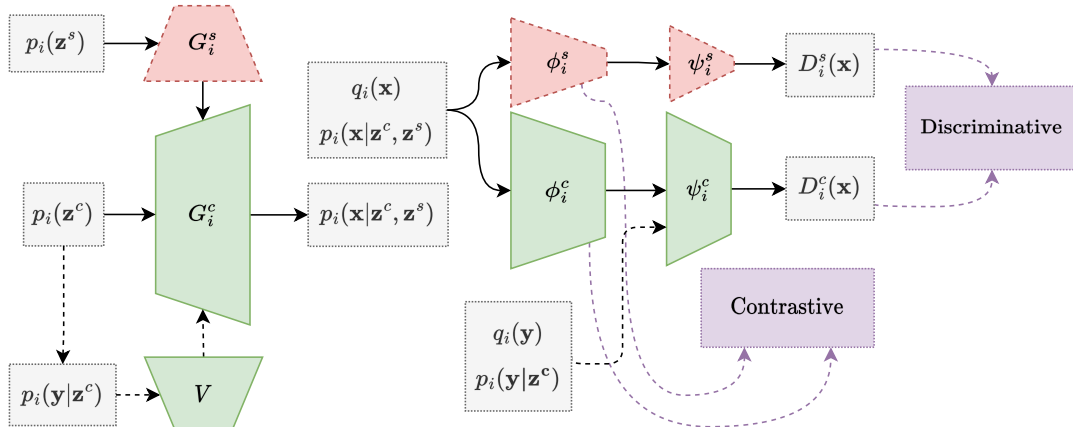 p_i(𝐳^s)
G_i^s
p_i(𝐳^c)
G_i^c
p_i(𝐱|𝐳^c, 𝐳^s)
p_i(𝐲|𝐳^c)
V
q_i(𝐱)
p_i(𝐱|𝐳^c, 𝐳^s)
ϕ_i^s
ψ_i^s
D_i^s(𝐱)
ϕ_i^c
ψ_i^c
D_i^c(𝐱)
Discriminative
q_i(𝐲)
p_i(𝐲|𝐳^𝐜)
Contrastive